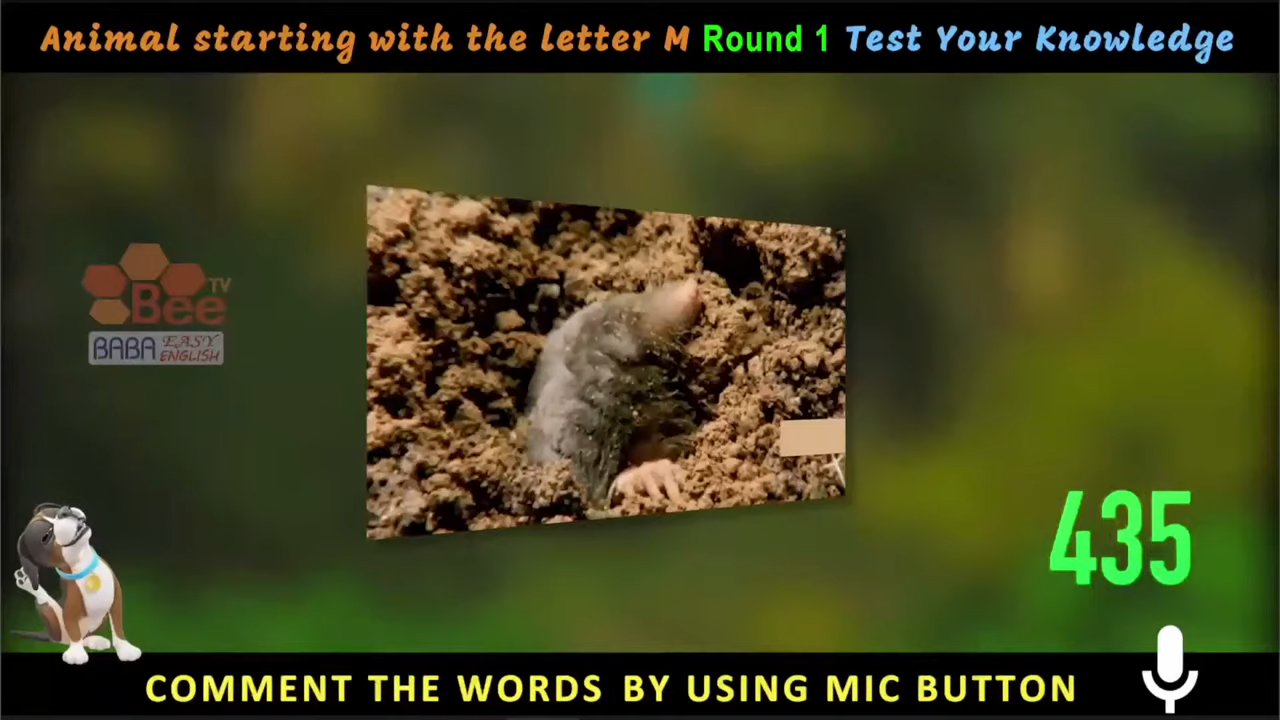 Animal starting with the letter M Round 1 Test Your Knowledge
Bee TV
BABA EASY ENGLISH
435
COMMENT THE WORDS BY USING MIC BUTTON